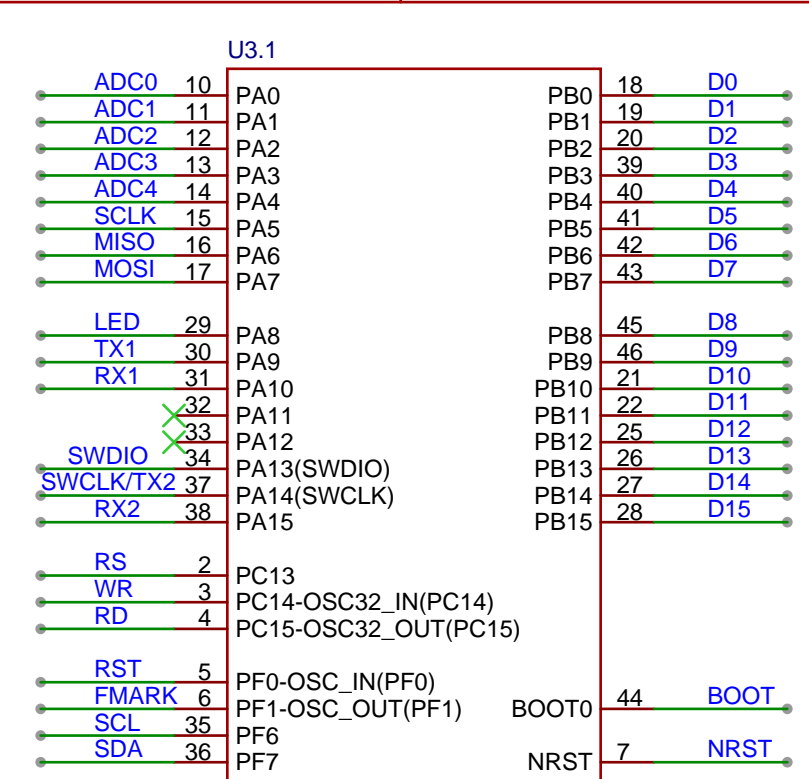 U3.1
ADC0 10 PA0 PB0 18 D0
ADC1 11 PA1 PB1 19 D1
ADC2 12 PA2 PB2 20 D2
ADC3 13 PA3 PB3 39 D3
ADC4 14 PA4 PB4 40 D4
SCLK 15 PA5 PB5 41 D5
MISO 16 PA6 PB6 42 D6
MOSI 17 PA7 PB7 43 D7
LED 29 PA8 PB8 45 D8
TX1 30 PA9 PB9 46 D9
RX1 31 PA10 PB10 21 D10
32 PA11 PB11 22 D11
33 PA12 PB12 25 D12
SWDIO 34 PA13(SWDIO) PB13 26 D13
SWCLK/TX2 37 PA14(SWCLK) PB14 27 D14
RX2 38 PA15 PB15 28 D15
RS 2 PC13
WR 3 PC14-OSC32_IN(PC14)
RD 4 PC15-OSC32_OUT(PC15)
RST 5 PF0-OSC_IN(PF0)
FMARK 6 PF1-OSC_OUT(PF1) BOOT0 44 BOOT
SCL 35 PF6
SDA 36 PF7 NRST 7 NRST